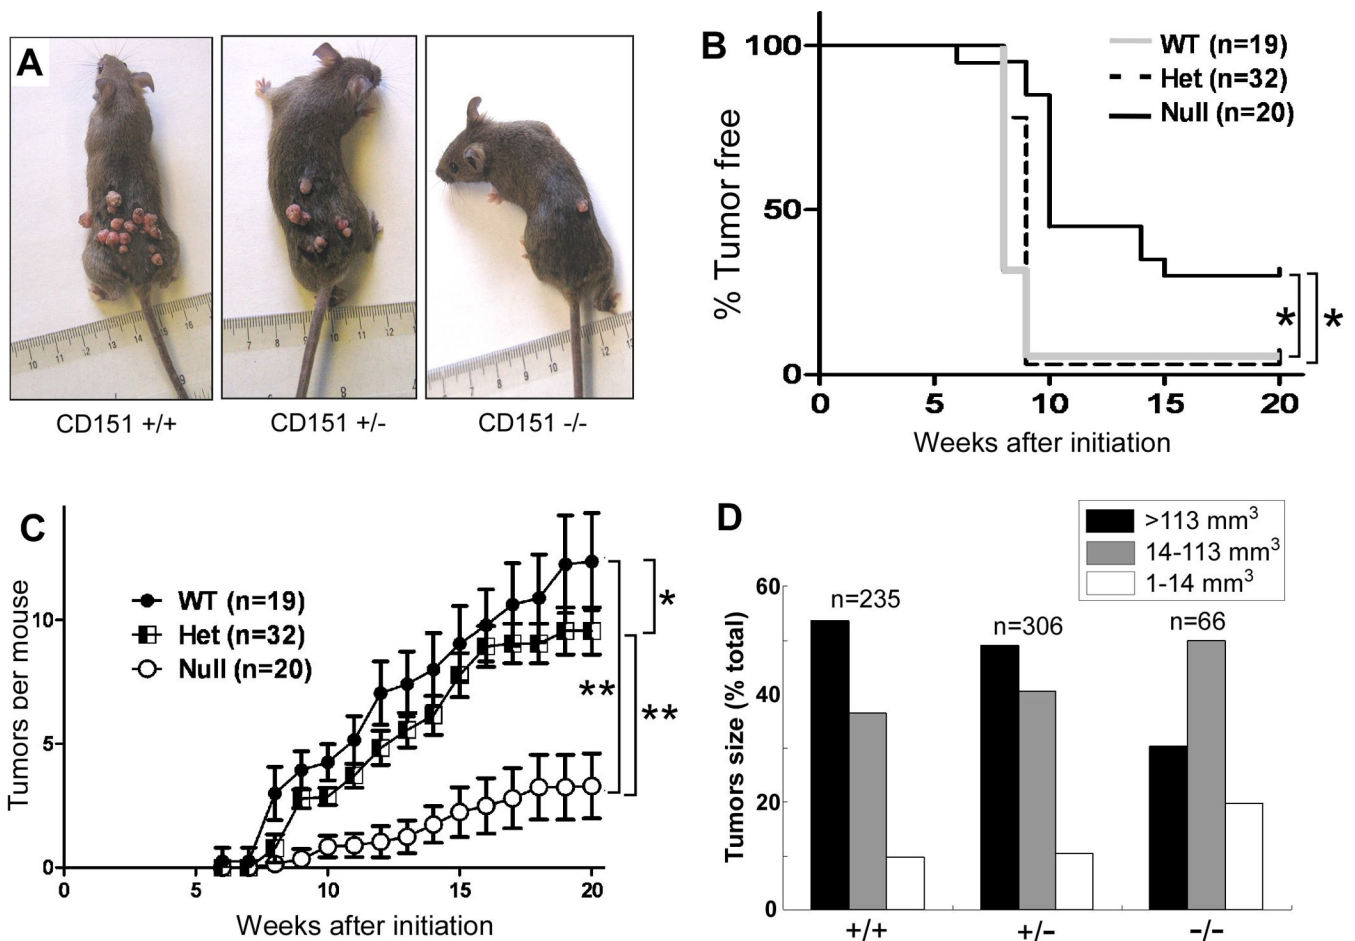 A
CD151 +/+
CD151 +/-
CD151 -/-
B
WT (n=19)
Het (n=32)
Null (n=20)
% Tumor free
100
50
0
0 5 10 15 20
Weeks after initiation
*
*
C
WT (n=19)
Het (n=32)
Null (n=20)
Tumors per mouse
10
5
0
0 5 10 15 20
Weeks after initiation
*
**
**
D
>113 mm³
14-113 mm³
1-14 mm³
Tumors size (% total)
60
40
20
0
n=235
n=306
n=66
+/+ +/− −/−